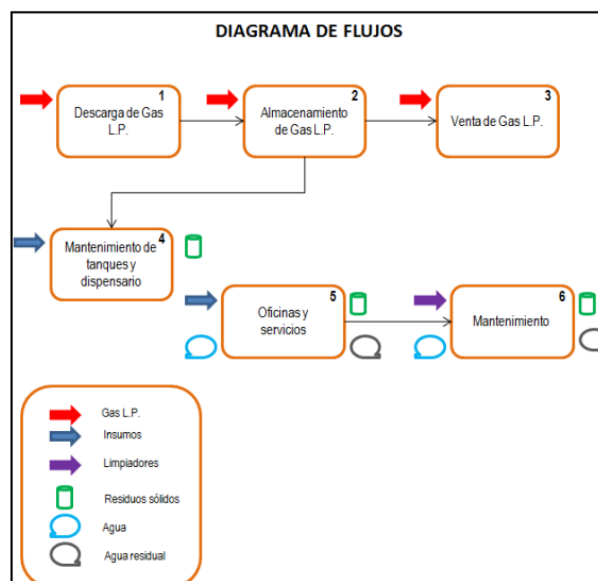 DIAGRAMA DE FLUJOS
1
Descarga de Gas
L.P.
2
Almacenamiento
de Gas L.P.
3
Venta de Gas L.P.
4
Mantenimiento de
tanques y
dispensario
5
Oficinas y
servicios
6
Mantenimiento
Gas L.P.
Insumos
Limpiadores
Residuos sólidos
Agua
Agua residual